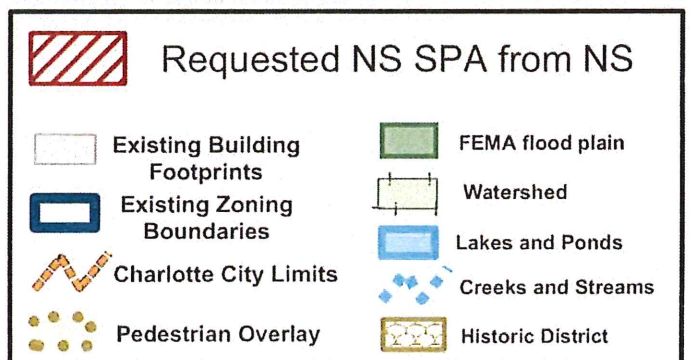 Requested NS SPA from NS
Existing Building
Footprints
Existing Zoning
Boundaries
Charlotte City Limits
Pedestrian Overlay
FEMA flood plain
Watershed
Lakes and Ponds
Creeks and Streams
Historic District